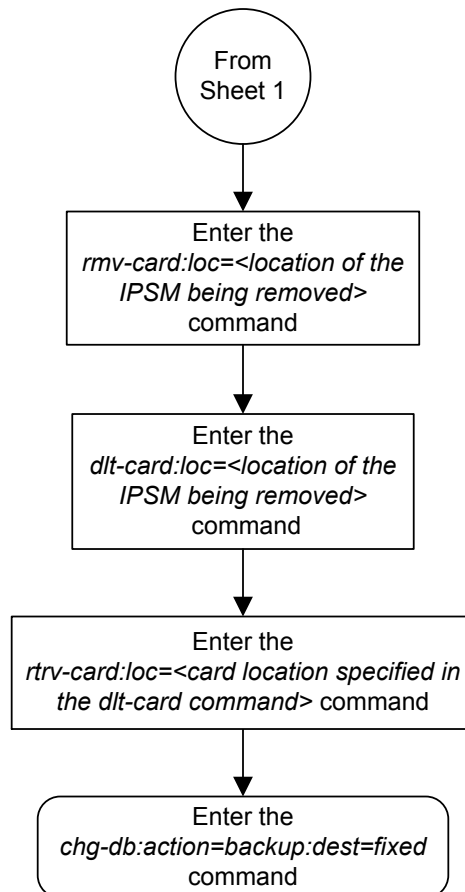 From
Sheet 1
Enter the
rmv-card:loc=<location of the
IPSM being removed>
command
Enter the
dlt-card:loc=<location of the
IPSM being removed>
command
Enter the
rtrv-card:loc=<card location specified in
the dlt-card command> command
Enter the
chg-db:action=backup:dest=fixed
command